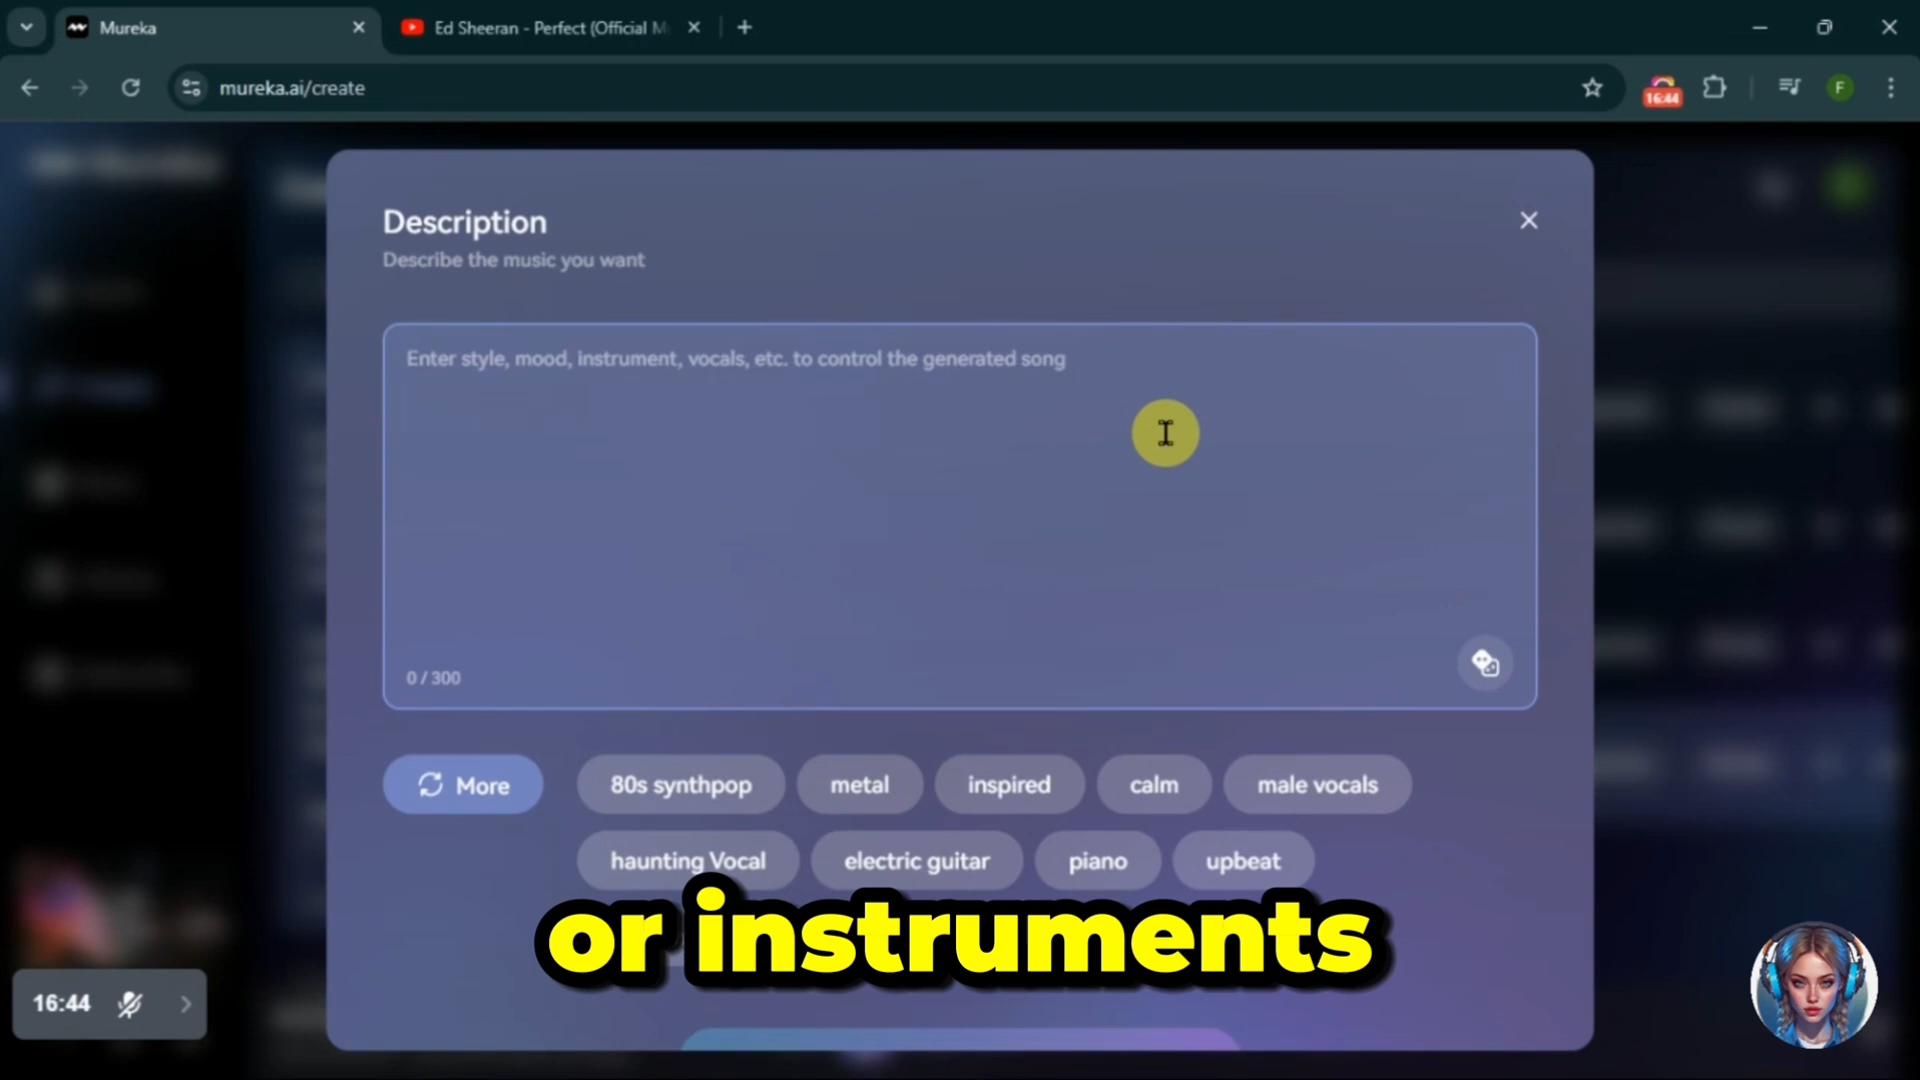 Mureka
Ed Sheeran - Perfect (Official M
mureka.ai/create
16:44
F
Description
Describe the music you want
Enter style, mood, instrument, vocals, etc. to control the generated song
0 / 300
More
80s synthpop
metal
inspired
calm
male vocals
haunting Vocal
electric guitar
piano
upbeat
or instruments
16:44